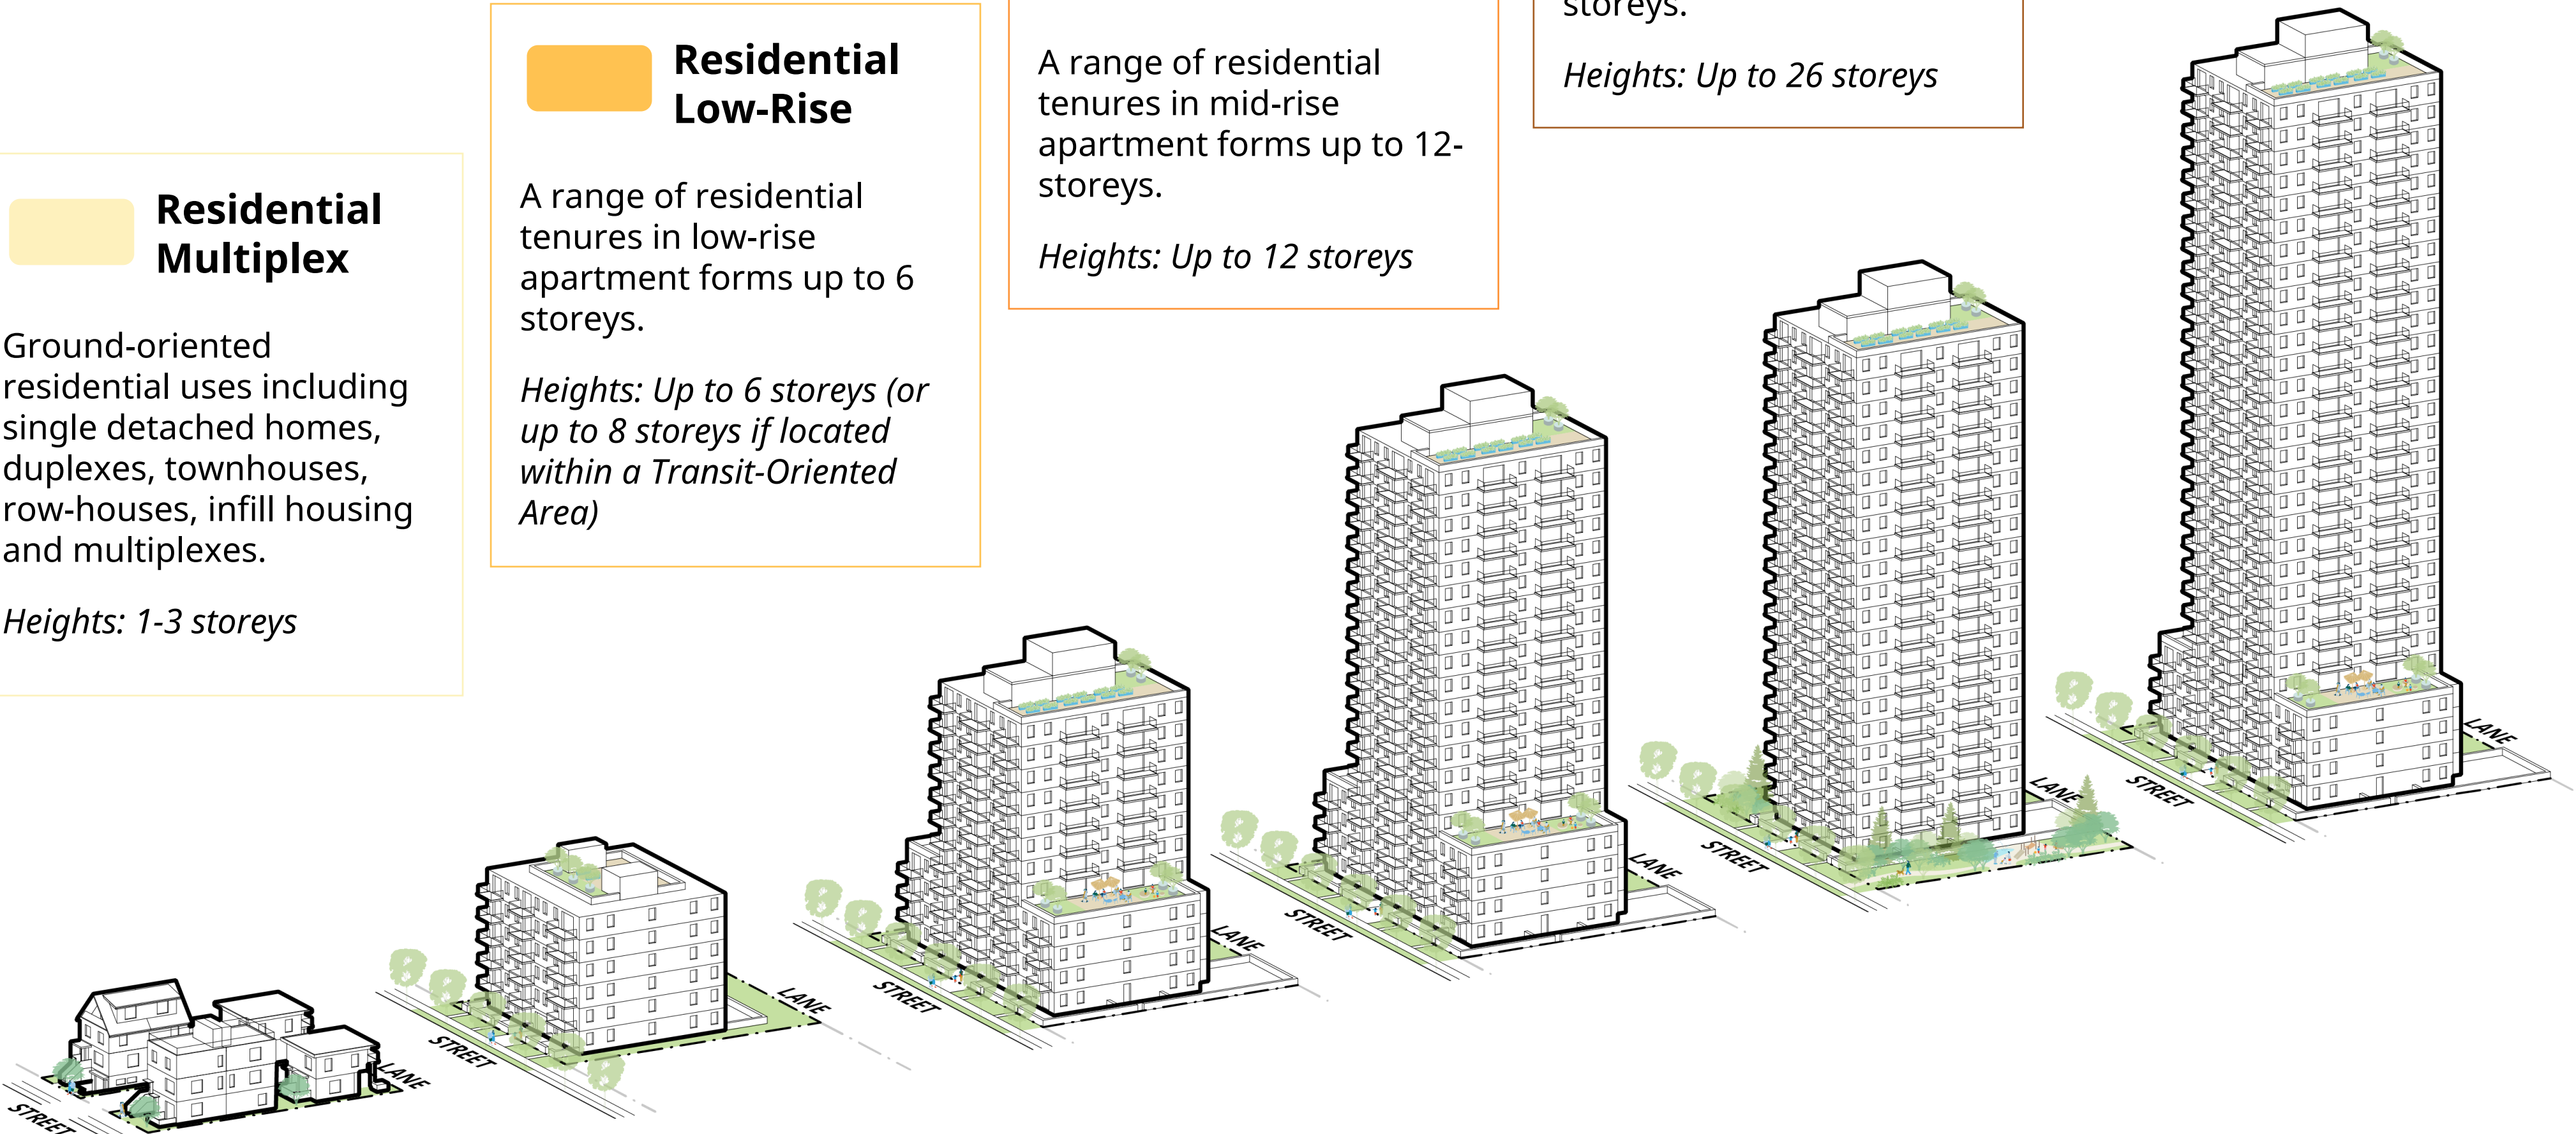 Residential
Multiplex
Ground-oriented
residential uses including
single detached homes,
duplexes, townhouses,
row-houses, infill housing
and multiplexes.
Heights: 1-3 storeys
Residential
Low-Rise
A range of residential
tenures in low-rise
apartment forms up to 6
storeys.
Heights: Up to 6 storeys (or
up to 8 storeys if located
within a Transit-Oriented
Area)
A range of residential
tenures in mid-rise
apartment forms up to 12-
storeys.
Heights: Up to 12 storeys
storeys.
Heights: Up to 26 storeys
STREET
LANE
STREET
LANE
STREET
LANE
STREET
LANE
STREET
LANE
STREET
LANE